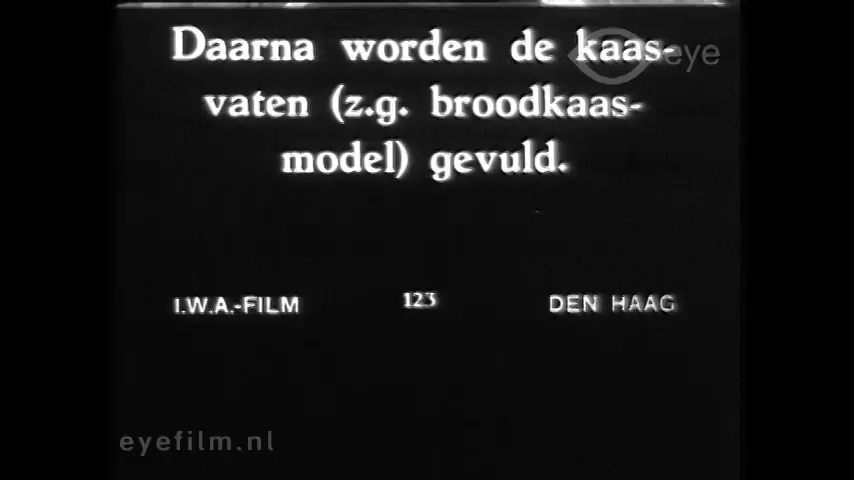 Daarna worden de kaas-
vaten (z.g. broodkaas-
model) gevuld.
eye
I.W.A.-FILM 123 DEN HAAG
eyefilm.nl